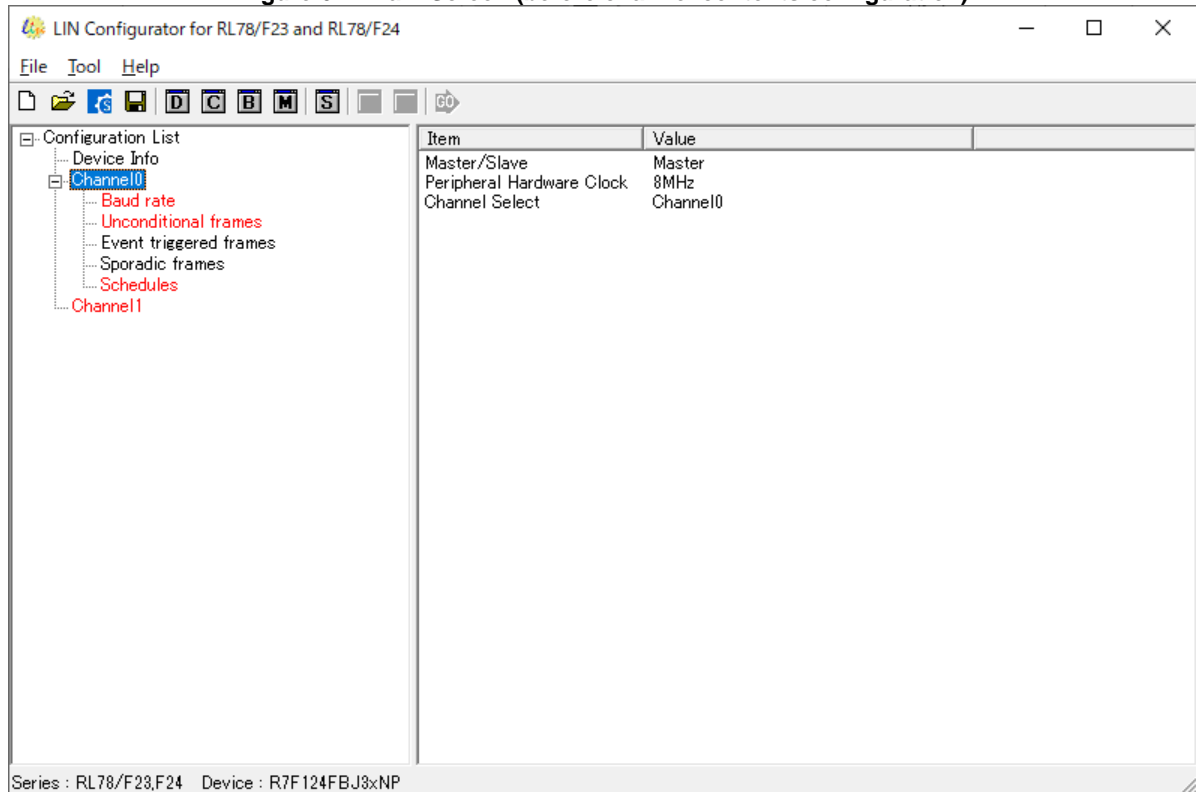 LIN Configurator for RL78/F23 and RL78/F24
File Tool Help
D C B M S GO
Configuration List
Device Info
Channel0
Baud rate
Unconditional frames
Event triggered frames
Sporadic frames
Schedules
Channel1
Item Value
Master/Slave Master
Peripheral Hardware Clock 8MHz
Channel Select Channel0
Series : RL78/F23,F24 Device : R7F124FBJ3xNP